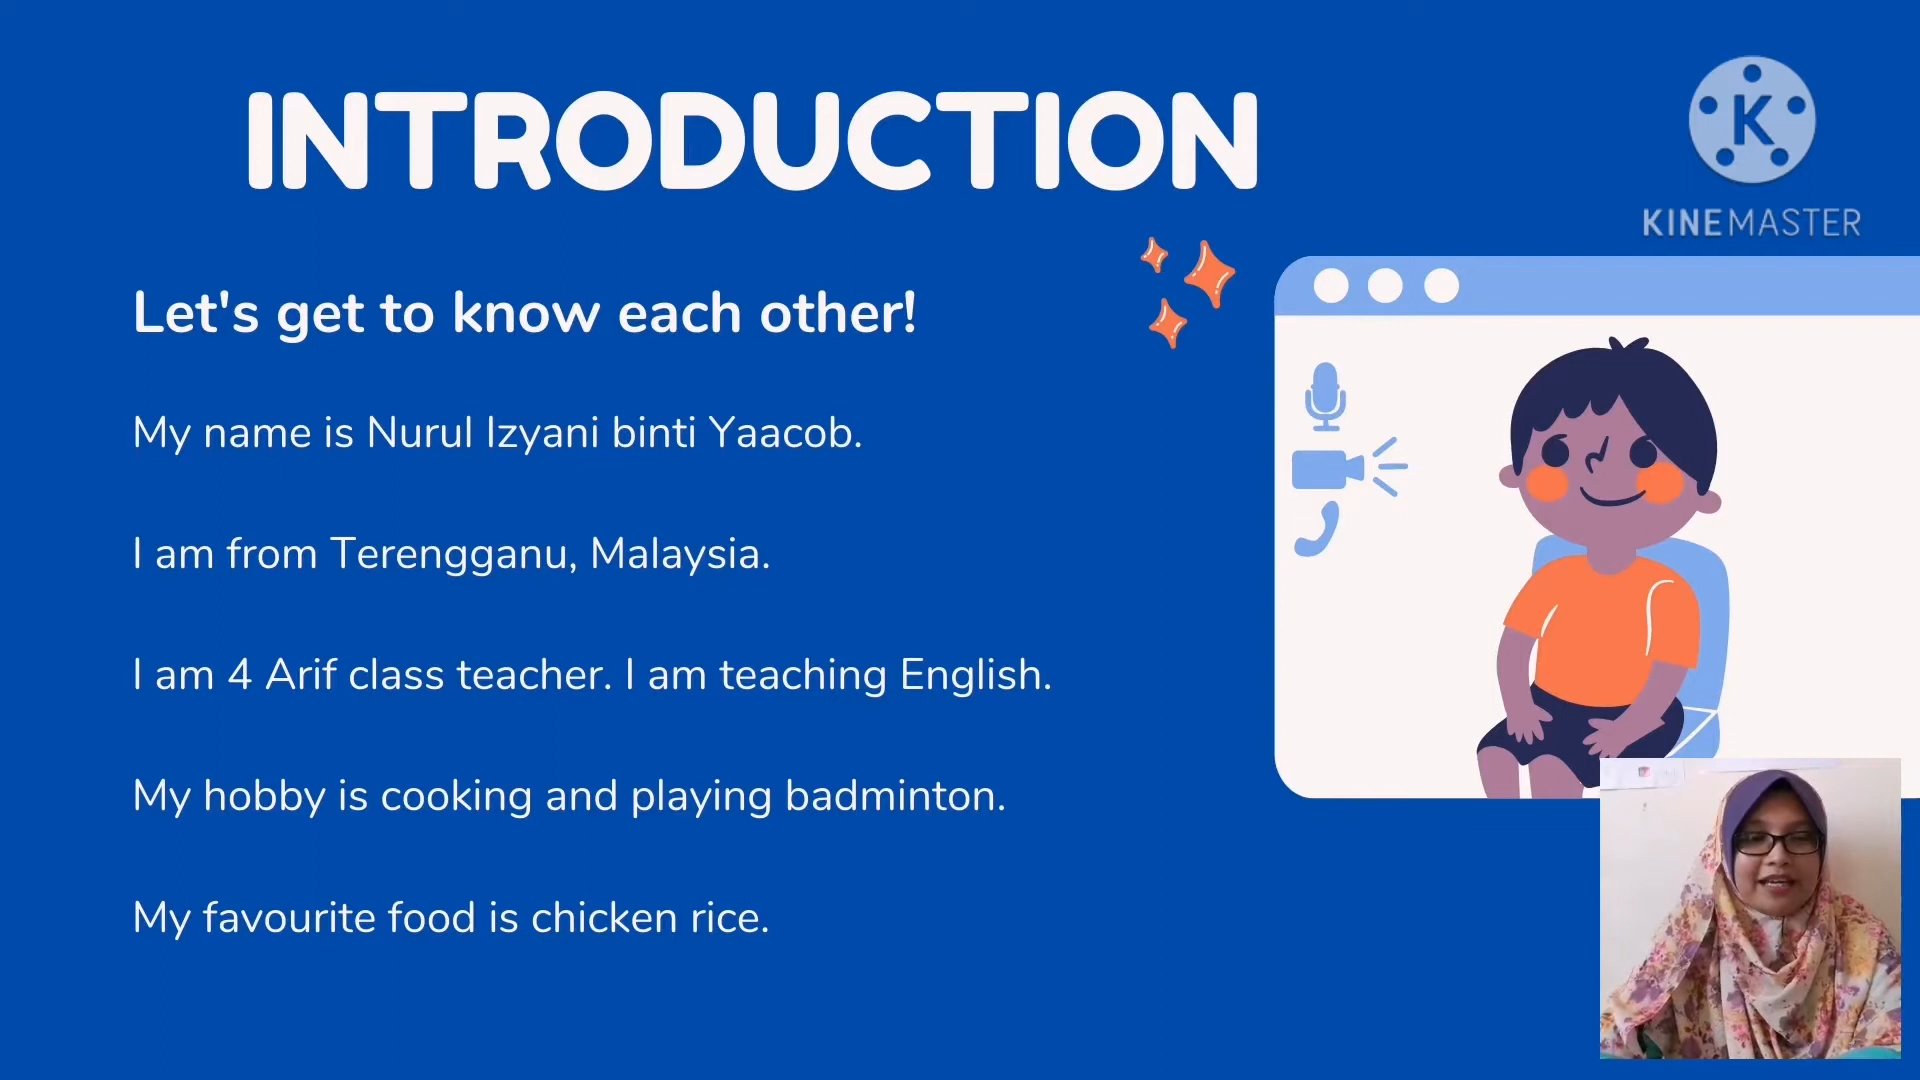 INTRODUCTION
K
KINEMASTER
Let's get to know each other!
My name is Nurul Izyani binti Yaacob.
I am from Terengganu, Malaysia.
I am 4 Arif class teacher. I am teaching English.
My hobby is cooking and playing badminton.
My favourite food is chicken rice.